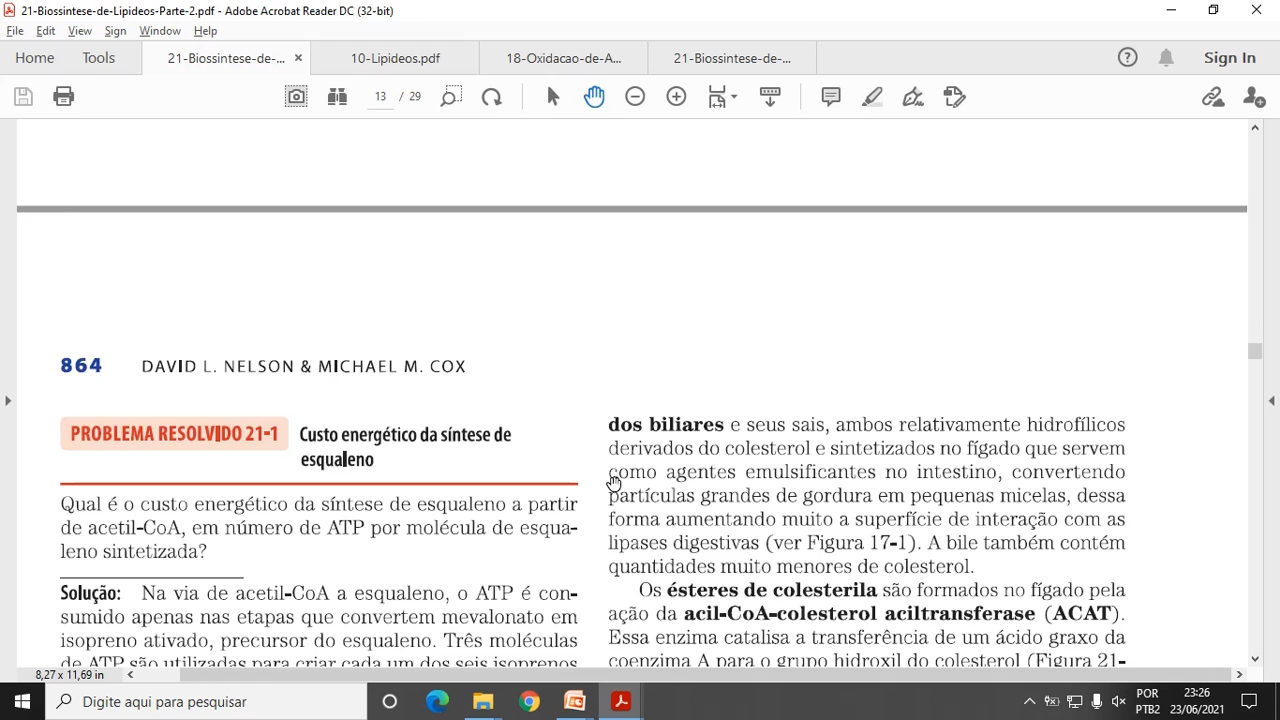 21-Biossintese-de-Lipideos-Parte-2.pdf - Adobe Acrobat Reader DC (32-bit)
File Edit View Sign Window Help
Home Tools 21-Biossintese-de-... × 10-Lipideos.pdf 18-Oxidacao-de-A... 21-Biossintese-de-... Sign In
13 / 29
864 DAVID L. NELSON & MICHAEL M. COX
PROBLEMA RESOLVIDO 21-1 Custo energético da síntese de
esqualeno
Qual é o custo energético da síntese de esqualeno a partir
de acetil-CoA, em número de ATP por molécula de esqua-
leno sintetizada?
Solução: Na via de acetil-CoA a esqualeno, o ATP é con-
sumido apenas nas etapas que convertem mevalonato em
isopreno ativado, precursor do esqualeno. Três moléculas
de ATP são utilizadas para criar cada um dos seis isoprenos
dos biliares e seus sais, ambos relativamente hidrofílicos
derivados do colesterol e sintetizados no fígado que servem
como agentes emulsificantes no intestino, convertendo
partículas grandes de gordura em pequenas micelas, dessa
forma aumentando muito a superfície de interação com as
lipases digestivas (ver Figura 17-1). A bile também contém
quantidades muito menores de colesterol.
Os ésteres de colesterila são formados no fígado pela
ação da acil-CoA-colesterol aciltransferase (ACAT).
Essa enzima catalisa a transferência de um ácido graxo da
coenzima A para o grupo hidroxil do colesterol (Figura 21-
8,27 x 11,69 in
Digite aqui para pesquisar
POR
PTB2
23:26
23/06/2021